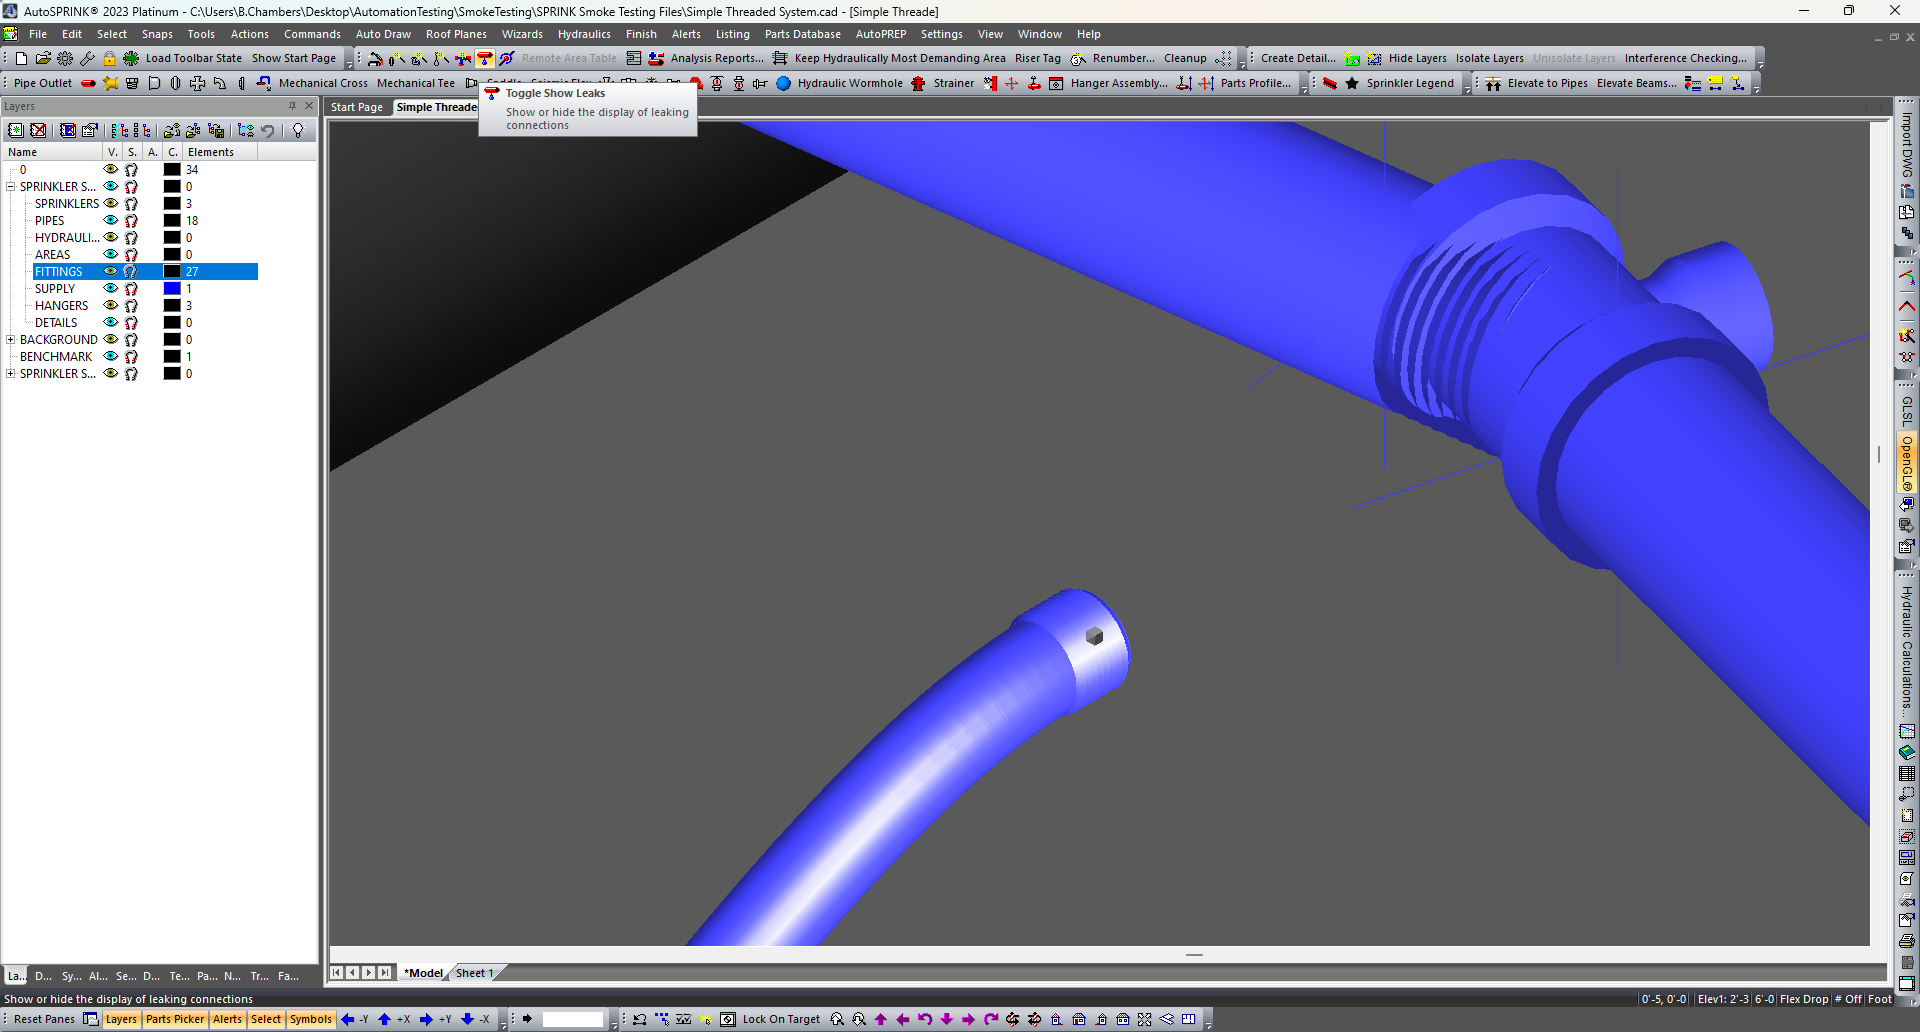 AutoSPRINK® 2023 Platinum - C:\Users\B.Chambers\Desktop\AutomationTesting\SmokeTesting\SPRINK Smoke Testing Files\Simple Threaded System.cad - [Simple Threade]
File Edit Select Snaps Tools Actions Commands Auto Draw Roof Planes Wizards Hydraulics Finish Alerts Listing Parts Database AutoPREP Settings View Window Help
Load Toolbar State Show Start Page Remote Area Table Analysis Reports... Keep Hydraulically Most Demanding Area Riser Tag Renumber... Cleanup Create Detail... Hide Layers Isolate Layers Unisolate Layers Interference Checking...
Pipe Outlet Mechanical Cross Mechanical Tee Hydraulic Wormhole Strainer Hanger Assembly... Parts Profile... Sprinkler Legend Elevate to Pipes Elevate Beams...
Toggle Show Leaks
Show or hide the display of leaking
connections
Layers
Start Page Simple Threade
Name V. S. A. C. Elements
0 34
SPRINKLER S... 0
SPRINKLERS 3
PIPES 18
HYDRAULI... 0
AREAS 0
FITTINGS 27
SUPPLY 1
HANGERS 3
DETAILS 0
BACKGROUND 0
BENCHMARK 1
SPRINKLER S... 0
Import DWG
GLSL
OpenGL®
Hydraulic Calculations...
La... D... Sy... Al... Se... D... Te... Pa... N... Tr... Fa...
*Model Sheet 1
Show or hide the display of leaking connections
0'-5, 0'-0 Elev1: 2'-3 6'-0 Flex Drop # Off Foot
Reset Panes Layers Parts Picker Alerts Select Symbols -Y +X +Y -X Lock On Target